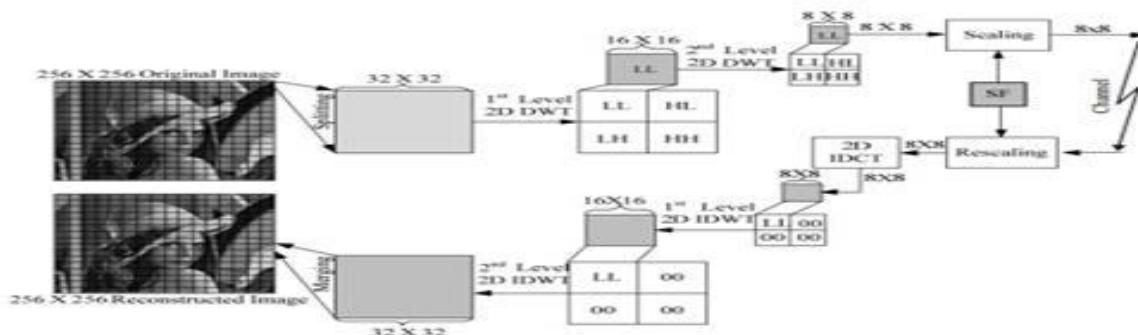 8 X 8
LL
8 X 8
Scaling
8x8
16 X 16
LL
2nd Level
2D DWT
LL HL
LH HH
256 X 256 Original Image
32 X 32
Splitting
1st Level
2D DWT
LL HL
LH HH
SF
Channel
2D
IDCT
8X8
Rescaling
8X8
8X8
16X16
1st Level
2D IDWT
LL 00
00 00
Merging
2nd Level
2D IDWT
LL 00
00 00
256 X 256 Reconstructed Image
32 X 32